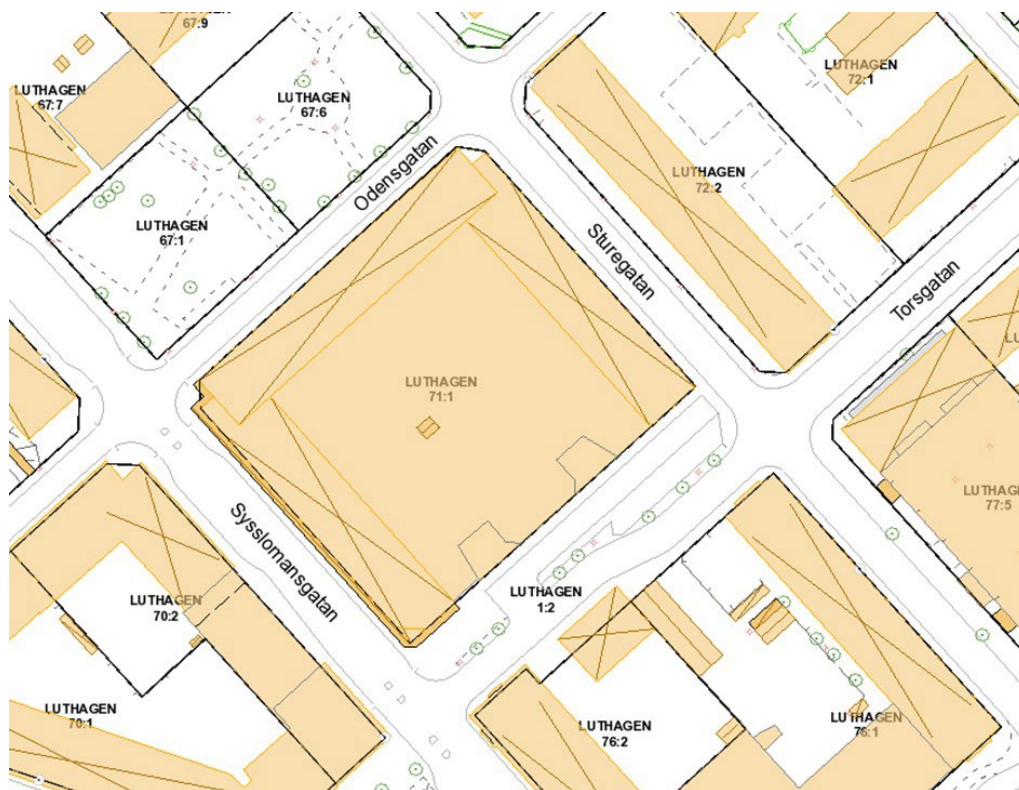 67:9
LUTHAGEN
67:7
LUTHAGEN
67:6
LUTHAGEN
72:1
LUTHAGEN
67:1
Odensgatan
LUTHAGEN
72:2
Sturegatan
Torsgatan
LUTHAGEN
71:1
LUTHAGEN
77:5
Sysslomansgatan
LUTHAGEN
70:2
LUTHAGEN
1:2
LUTHAGEN
70:1
LUTHAGEN
76:2
LUTHAGEN
76:1